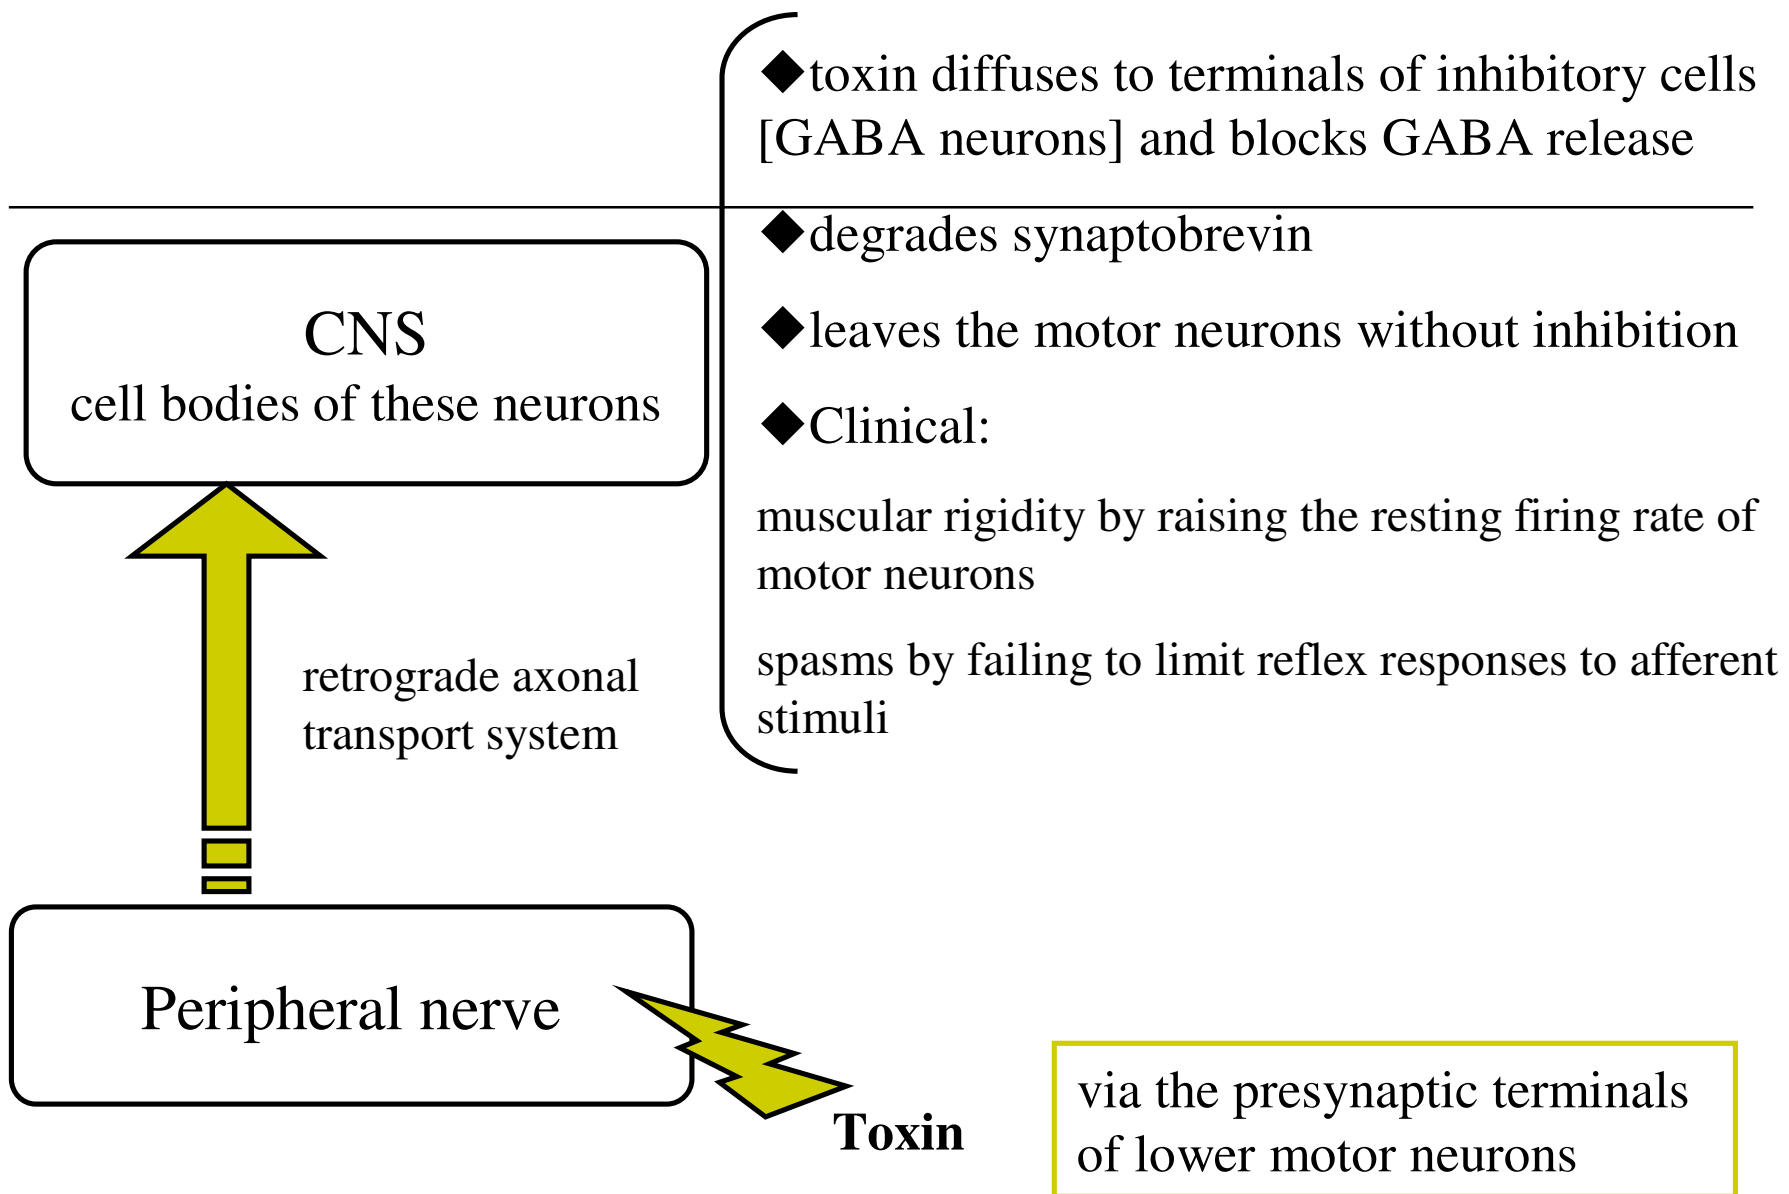 ◆toxin diffuses to terminals of inhibitory cells
[GABA neurons] and blocks GABA release
◆degrades synaptobrevin
◆leaves the motor neurons without inhibition
◆Clinical:
muscular rigidity by raising the resting firing rate of
motor neurons
spasms by failing to limit reflex responses to afferent
stimuli
CNS
cell bodies of these neurons
retrograde axonal
transport system
Peripheral nerve
Toxin
via the presynaptic terminals
of lower motor neurons